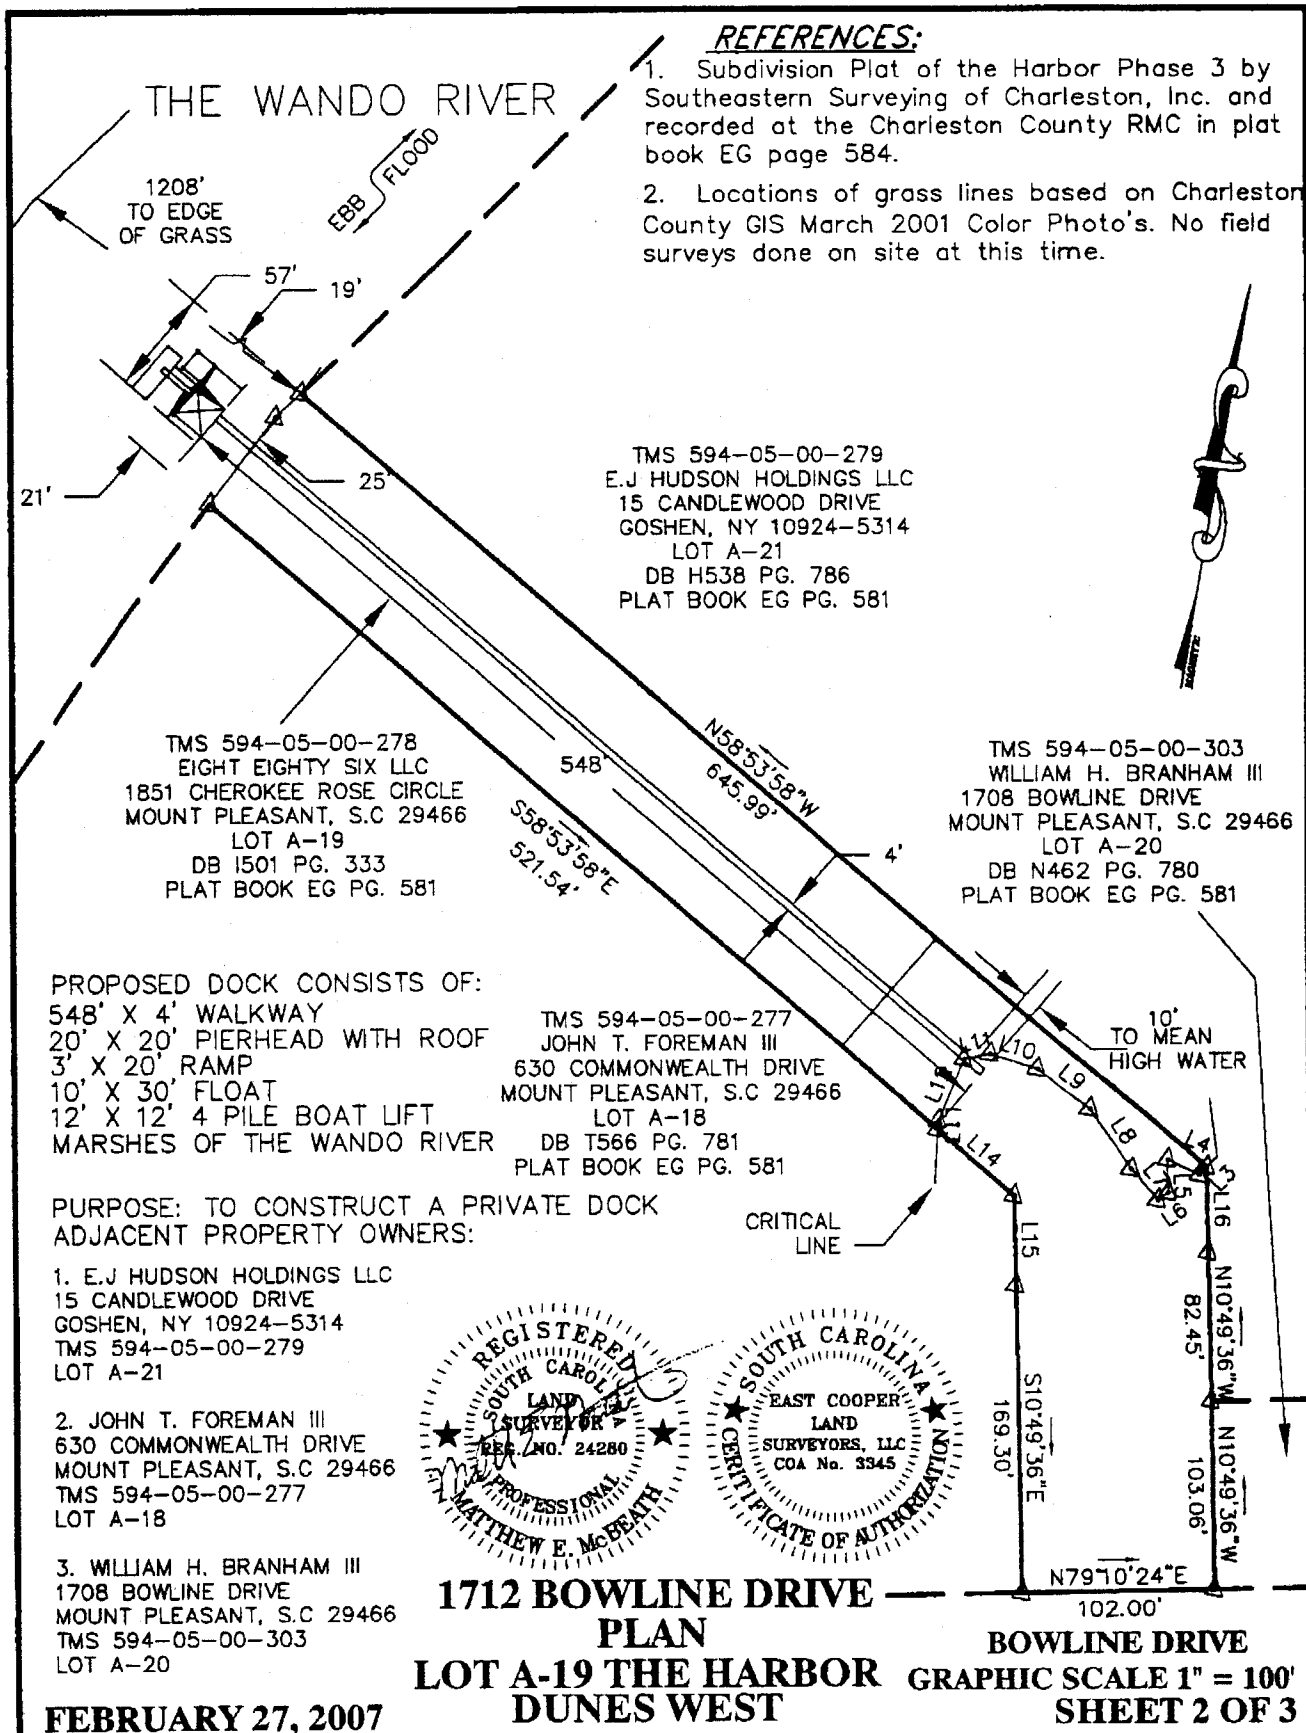 REFERENCES:
1. Subdivision Plat of the Harbor Phase 3 by
Southeastern Surveying of Charleston, Inc. and
recorded at the Charleston County RMC in plat
book EG page 584.
2. Locations of grass lines based on Charleston
County GIS March 2001 Color Photo's. No field
surveys done on site at this time.
THE WANDO RIVER
EBB
FLOOD
1208'
TO EDGE
OF GRASS
57'
19'
25'
21'
TMS 594-05-00-279
E.J HUDSON HOLDINGS LLC
15 CANDLEWOOD DRIVE
GOSHEN, NY 10924-5314
LOT A-21
DB H538 PG. 786
PLAT BOOK EG PG. 581
MAGNETIC
TMS 594-05-00-278
EIGHT EIGHTY SIX LLC
1851 CHEROKEE ROSE CIRCLE
MOUNT PLEASANT, S.C 29466
LOT A-19
DB I501 PG. 333
PLAT BOOK EG PG. 581
548'
N58°53'58"W
645.99'
S58°53'58"E
521.54'
4'
TMS 594-05-00-303
WILLIAM H. BRANHAM III
1708 BOWLINE DRIVE
MOUNT PLEASANT, S.C 29466
LOT A-20
DB N462 PG. 780
PLAT BOOK EG PG. 581
PROPOSED DOCK CONSISTS OF:
548' X 4' WALKWAY
20' X 20' PIERHEAD WITH ROOF
3' X 20' RAMP
10' X 30' FLOAT
12' X 12' 4 PILE BOAT LIFT
MARSHES OF THE WANDO RIVER
TMS 594-05-00-277
JOHN T. FOREMAN III
630 COMMONWEALTH DRIVE
MOUNT PLEASANT, S.C 29466
LOT A-18
DB T566 PG. 781
PLAT BOOK EG PG. 581
10'
TO MEAN
HIGH WATER
L11
L10
L9
L8
L7
L6
L5
L4
L14
L15
L16
CRITICAL
LINE
PURPOSE: TO CONSTRUCT A PRIVATE DOCK
ADJACENT PROPERTY OWNERS:
1. E.J HUDSON HOLDINGS LLC
15 CANDLEWOOD DRIVE
GOSHEN, NY 10924-5314
TMS 594-05-00-279
LOT A-21
2. JOHN T. FOREMAN III
630 COMMONWEALTH DRIVE
MOUNT PLEASANT, S.C 29466
TMS 594-05-00-277
LOT A-18
3. WILLIAM H. BRANHAM III
1708 BOWLINE DRIVE
MOUNT PLEASANT, S.C 29466
TMS 594-05-00-303
LOT A-20
REGISTERED
SOUTH CAROLINA
LAND
SURVEYOR
REG. NO. 24260
PROFESSIONAL
MATTHEW E. McBEATH
SOUTH CAROLINA
EAST COOPER
LAND
SURVEYORS, LLC
COA No. 3345
CERITIFICATE OF AUTHORIZATION
S10°49'36"E
169.30'
N10°49'36"W
82.45'
N10°49'36"W
103.06'
N79°10'24"E
102.00'
1712 BOWLINE DRIVE
PLAN
LOT A-19 THE HARBOR
DUNES WEST
BOWLINE DRIVE
GRAPHIC SCALE 1" = 100'
SHEET 2 OF 3
FEBRUARY 27, 2007